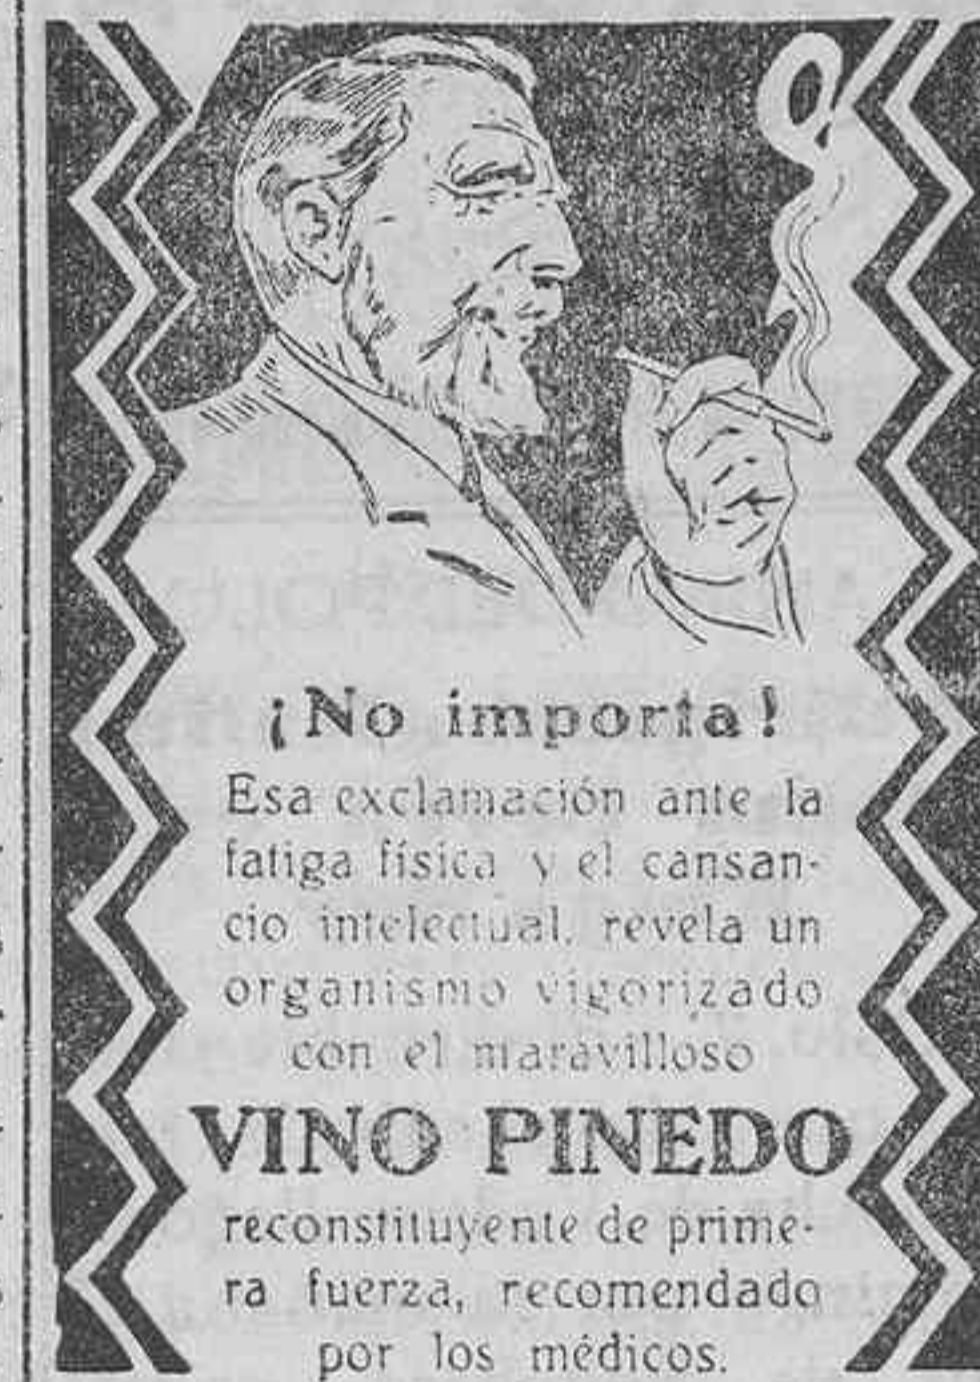 ¡No importa!
Esa exclamación ante la
fatiga física y el cansan-
cio intelectual, revela un
organismo vigorizado
con el maravilloso
VINO PINEDO
reconstituyente de prime-
ra fuerza, recomendado
por los médicos.